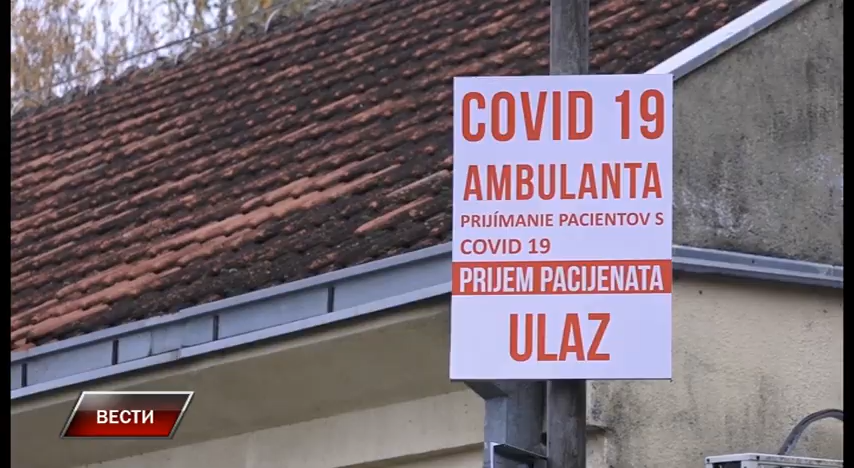 COVID 19
AMBULANTA
PRIJÍMANIE PACIENTOV S
COVID 19
PRIJEM PACIJENATA
ULAZ
ВЕСТИ